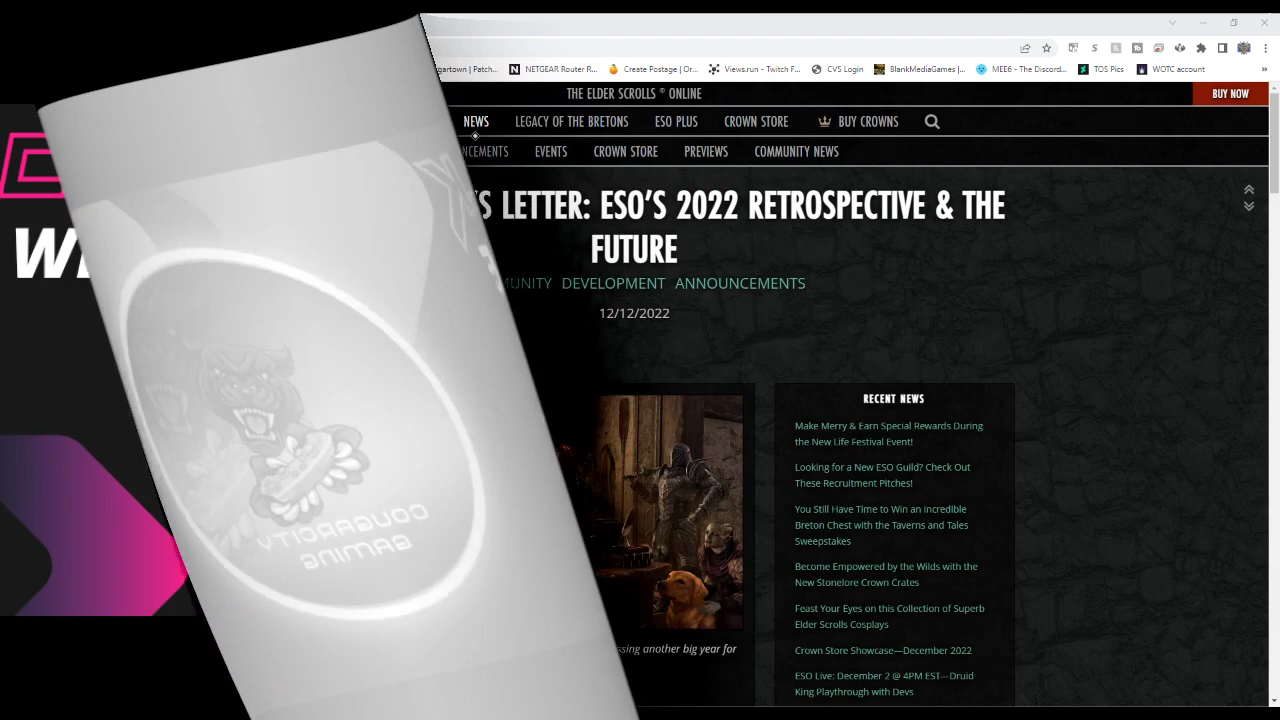 gartown | Patch...
NETGEAR Router R...
Create Postage | Or...
Views.run - Twitch F...
CVS Login
BlankMediaGames |...
MEE6 - The Discord...
TOS Pics
WOTC account
»
THE ELDER SCROLLS ® ONLINE
BUY NOW
NEWS
LEGACY OF THE BRETONS
ESO PLUS
CROWN STORE
BUY CROWNS
NCEMENTS
EVENTS
CROWN STORE
PREVIEWS
COMMUNITY NEWS
'S LETTER: ESO'S 2022 RETROSPECTIVE & THE
FUTURE
MUNITY DEVELOPMENT ANNOUNCEMENTS
12/12/2022
RECENT NEWS
Make Merry & Earn Special Rewards During
the New Life Festival Event!
Looking for a New ESO Guild? Check Out
These Recruitment Pitches!
You Still Have Time to Win an Incredible
Breton Chest with the Taverns and Tales
Sweepstakes
Become Empowered by the Wilds with the
New Stonelore Crown Crates
Feast Your Eyes on this Collection of Superb
Elder Scrolls Cosplays
Crown Store Showcase—December 2022
ESO Live: December 2 @ 4PM EST—Druid
King Playthrough with Devs
ssing another big year for
COUGARCITY
GAMING